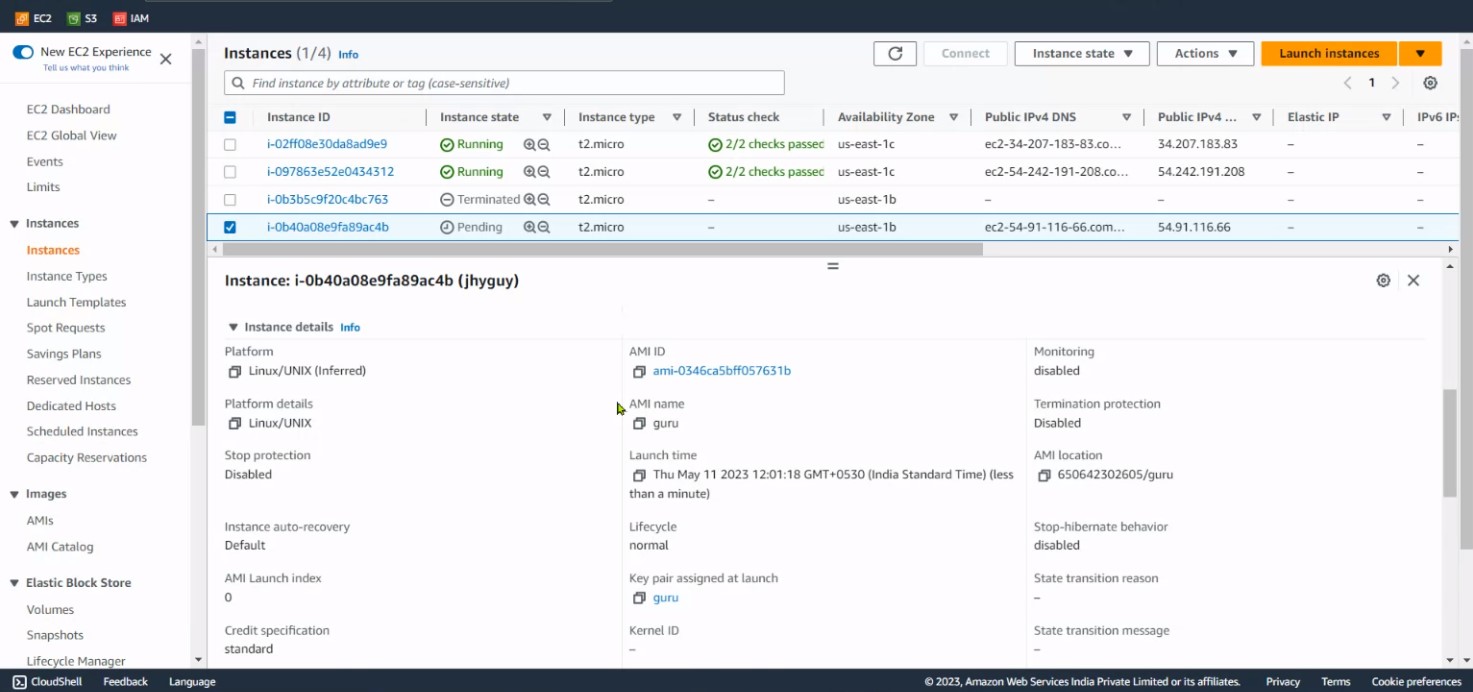 EC2 S3 IAM
New EC2 Experience
Tell us what you think
EC2 Dashboard
EC2 Global View
Events
Limits
Instances
Instances
Instance Types
Launch Templates
Spot Requests
Savings Plans
Reserved Instances
Dedicated Hosts
Scheduled Instances
Capacity Reservations
Images
AMIs
AMI Catalog
Elastic Block Store
Volumes
Snapshots
Lifecycle Manager
Instances (1/4) Info
Connect Instance state Actions Launch instances
Find instance by attribute or tag (case-sensitive)
1
Instance ID Instance state Instance type Status check Availability Zone Public IPv4 DNS Public IPv4 ... Elastic IP IPv6 IPs
i-02ff08e30da8ad9e9 Running t2.micro 2/2 checks passed us-east-1c ec2-34-207-183-83.co... 34.207.183.83 – –
i-097863e52e0434312 Running t2.micro 2/2 checks passed us-east-1c ec2-54-242-191-208.co... 54.242.191.208 – –
i-0b3b5c9f20c4bc763 Terminated t2.micro – us-east-1b – – – –
i-0b40a08e9fa89ac4b Pending t2.micro – us-east-1b ec2-54-91-116-66.com... 54.91.116.66 – –
Instance: i-0b40a08e9fa89ac4b (jhyguy)
Instance details Info
Platform
Linux/UNIX (Inferred)
AMI ID
ami-0346ca5bff057631b
Monitoring
disabled
Platform details
Linux/UNIX
AMI name
guru
Termination protection
Disabled
Stop protection
Disabled
Launch time
Thu May 11 2023 12:01:18 GMT+0530 (India Standard Time) (less
than a minute)
AMI location
650642302605/guru
Instance auto-recovery
Default
Lifecycle
normal
Stop-hibernate behavior
disabled
AMI Launch index
0
Key pair assigned at launch
guru
State transition reason
–
Credit specification
standard
Kernel ID
–
State transition message
–
CloudShell Feedback Language © 2023, Amazon Web Services India Private Limited or its affiliates. Privacy Terms Cookie preferences